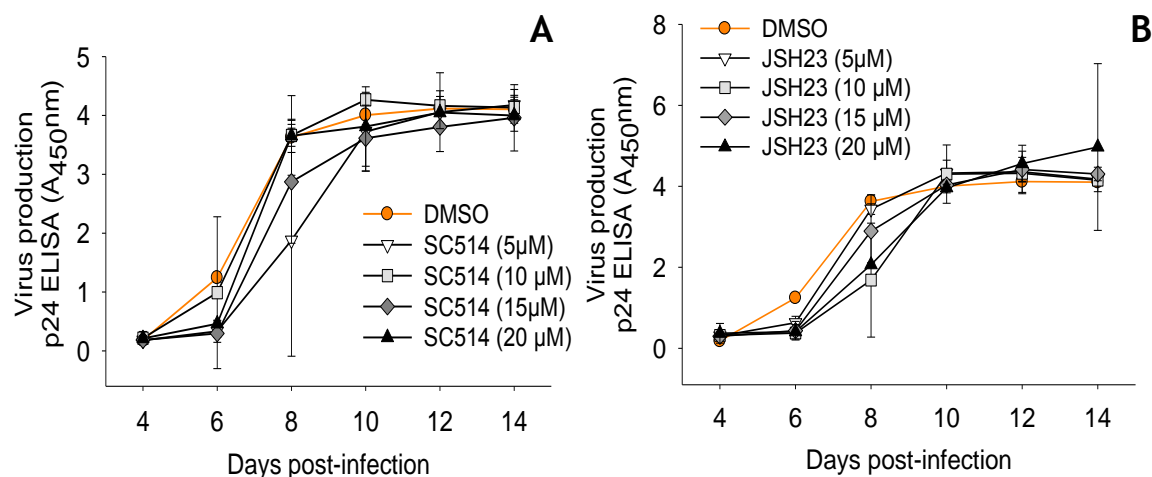 A
Virus production
p24 ELISA (A450nm)
5
4
3
2
1
0
DMSO
SC514 (5µM)
SC514 (10 µM)
SC514 (15µM)
SC514 (20 µM)
4 6 8 10 12 14
Days post-infection
B
Virus production
p24 ELISA (A450nm)
8
6
4
2
0
DMSO
JSH23 (5µM)
JSH23 (10 µM)
JSH23 (15 µM)
JSH23 (20 µM)
4 6 8 10 12 14
Days post-infection